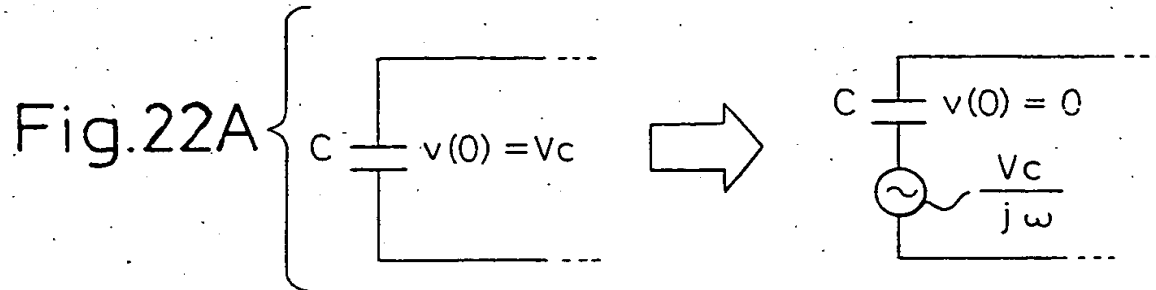 Fig.22A
C v(0) = Vc
C v(0) = 0
Vc
jω